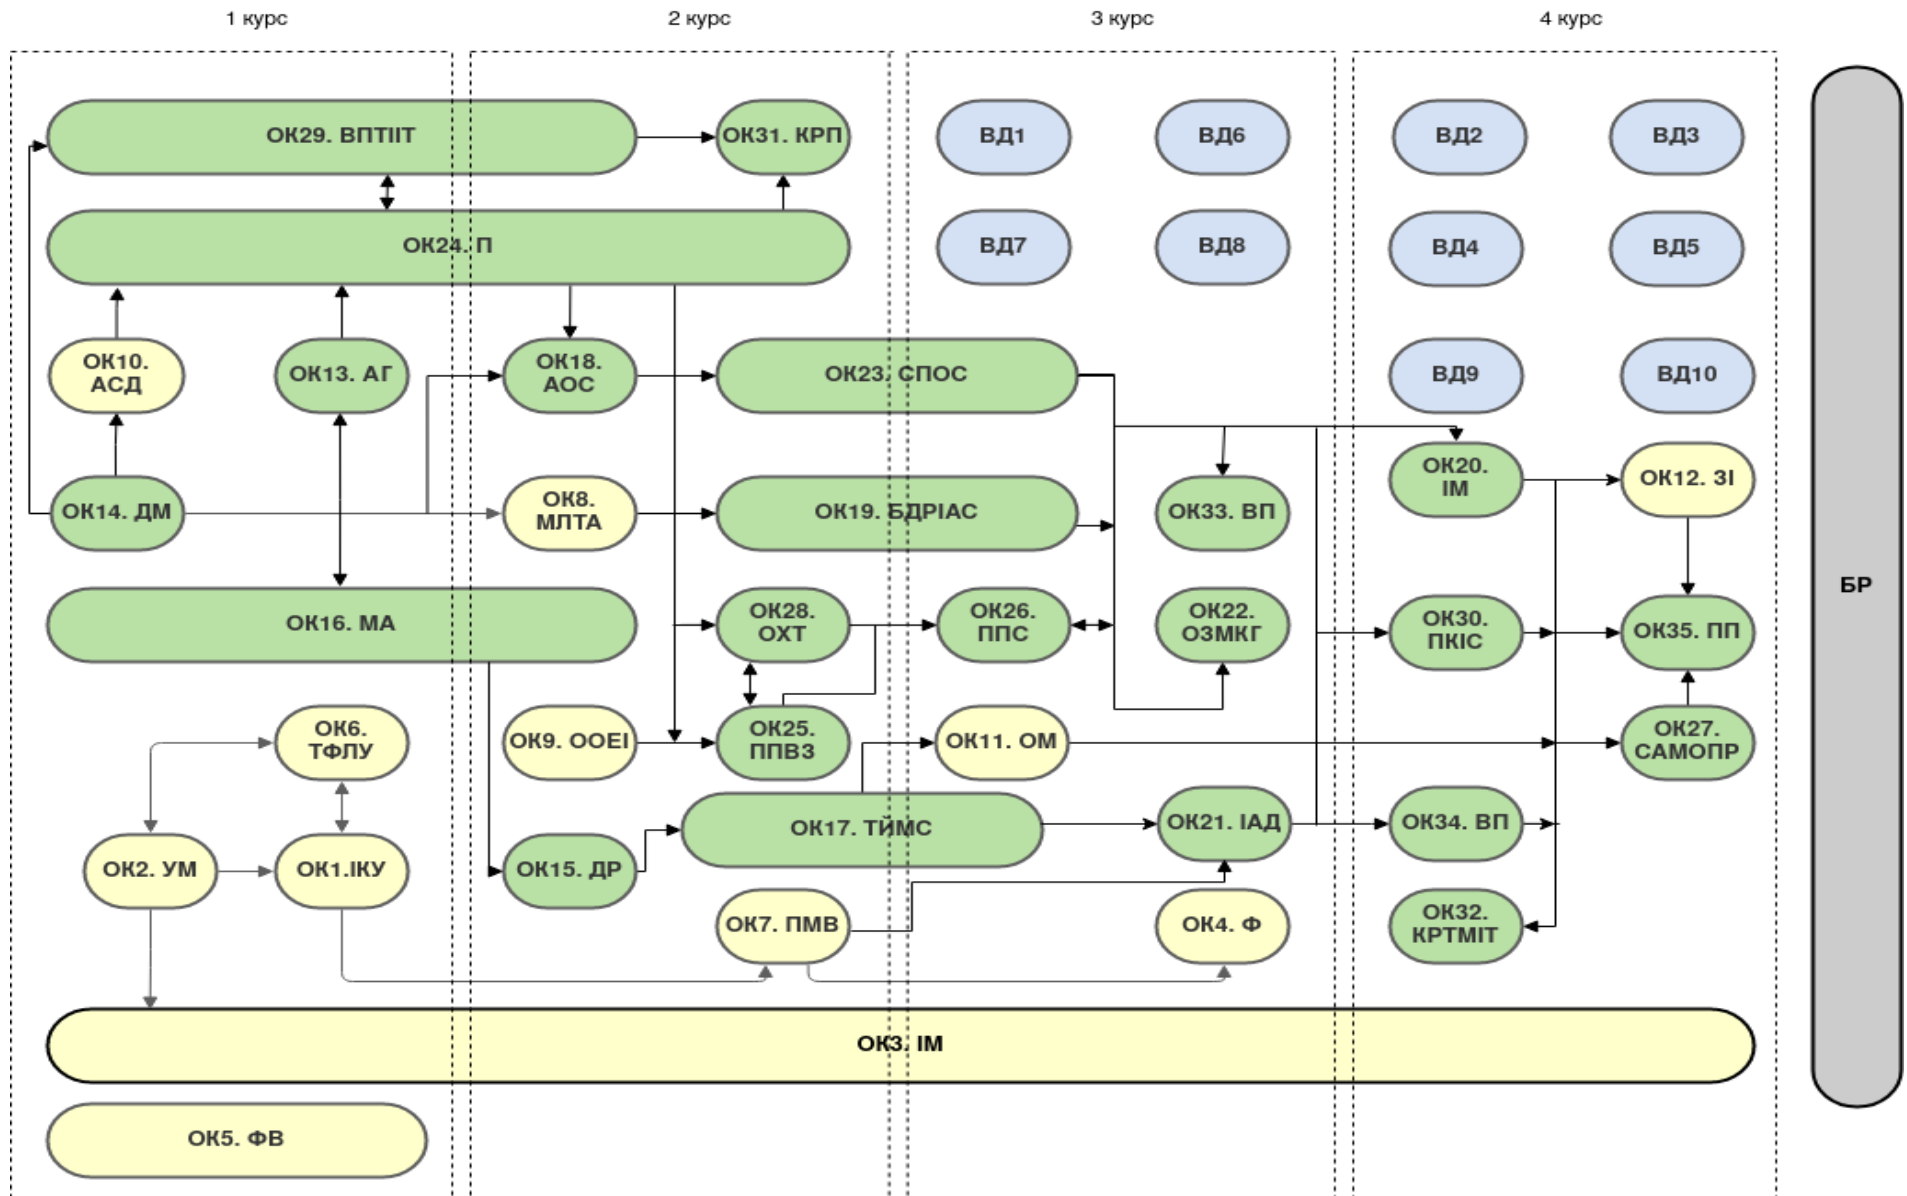 1 курс
2 курс
3 курс
4 курс
ОК29. ВПТІІТ
ОК31. КРП
ВД1
ВД6
ВД2
ВД3
ОК24. П
ВД7
ВД8
ВД4
ВД5
ОК10.
АСД
ОК13. АГ
ОК18.
АОС
ОК23. СПОС
ВД9
ВД10
ОК14. ДМ
ОК8.
МЛТА
ОК19. БДРІАС
ОК33. ВП
ОК20.
ІМ
ОК12. ЗІ
БР
ОК16. МА
ОК28.
ОХТ
ОК26.
ППС
ОК22.
ОЗМКГ
ОК30.
ПКІС
ОК35. ПП
ОК6.
ТФЛУ
ОК9. ООЕІ
ОК25.
ППВЗ
ОК11. ОМ
ОК27.
САМОПР
ОК17. ТЙМС
ОК21. ІАД
ОК34. ВП
ОК2. УМ
ОК1.ІКУ
ОК15. ДР
ОК7. ПМВ
ОК4. Ф
ОК32.
КРТМІТ
ОК3. ІМ
ОК5. ФВ